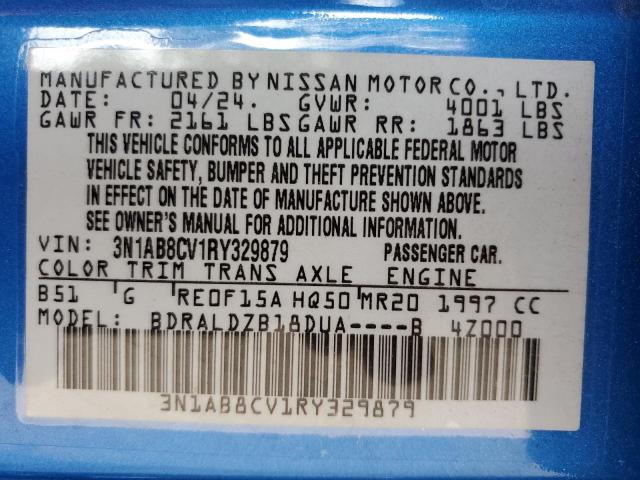 MANUFACTURED BY NISSAN MOTOR CO., LTD.
DATE: 04/24. GVWR: 4001 LBS
GAWR FR: 2161 LBS GAWR RR: 1863 LBS
THIS VEHICLE CONFORMS TO ALL APPLICABLE FEDERAL MOTOR
VEHICLE SAFETY, BUMPER AND THEFT PREVENTION STANDARDS
IN EFFECT ON THE DATE OF MANUFACTURE SHOWN ABOVE.
SEE OWNER'S MANUAL FOR ADDITIONAL INFORMATION.
VIN: 3N1AB8CV1RY329879 PASSENGER CAR.
COLOR TRIM TRANS AXLE ENGINE
B51 G RE0F15A HQ50 MR20 1997 CC
MODEL: BDRALDZB18DUA----B 4Z000
3N1AB8CV1RY329879